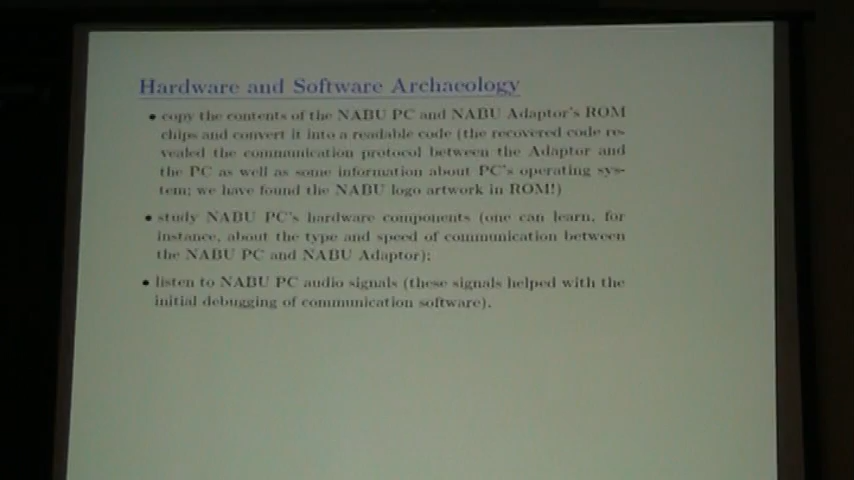 Hardware and Software Archaeology
• copy the contents of the NABU PC and NABU Adaptor's ROM
chips and convert it into a readable code (the recovered code re-
vealed the communication protocol between the Adaptor and
the PC as well as some information about PC's operating sys-
tem; we have found the NABU logo artwork in ROM!)
• study NABU PC's hardware components (one can learn, for
instance, about the type and speed of communication between
the NABU PC and NABU Adaptor);
• listen to NABU PC audio signals (these signals helped with the
initial debugging of communication software).